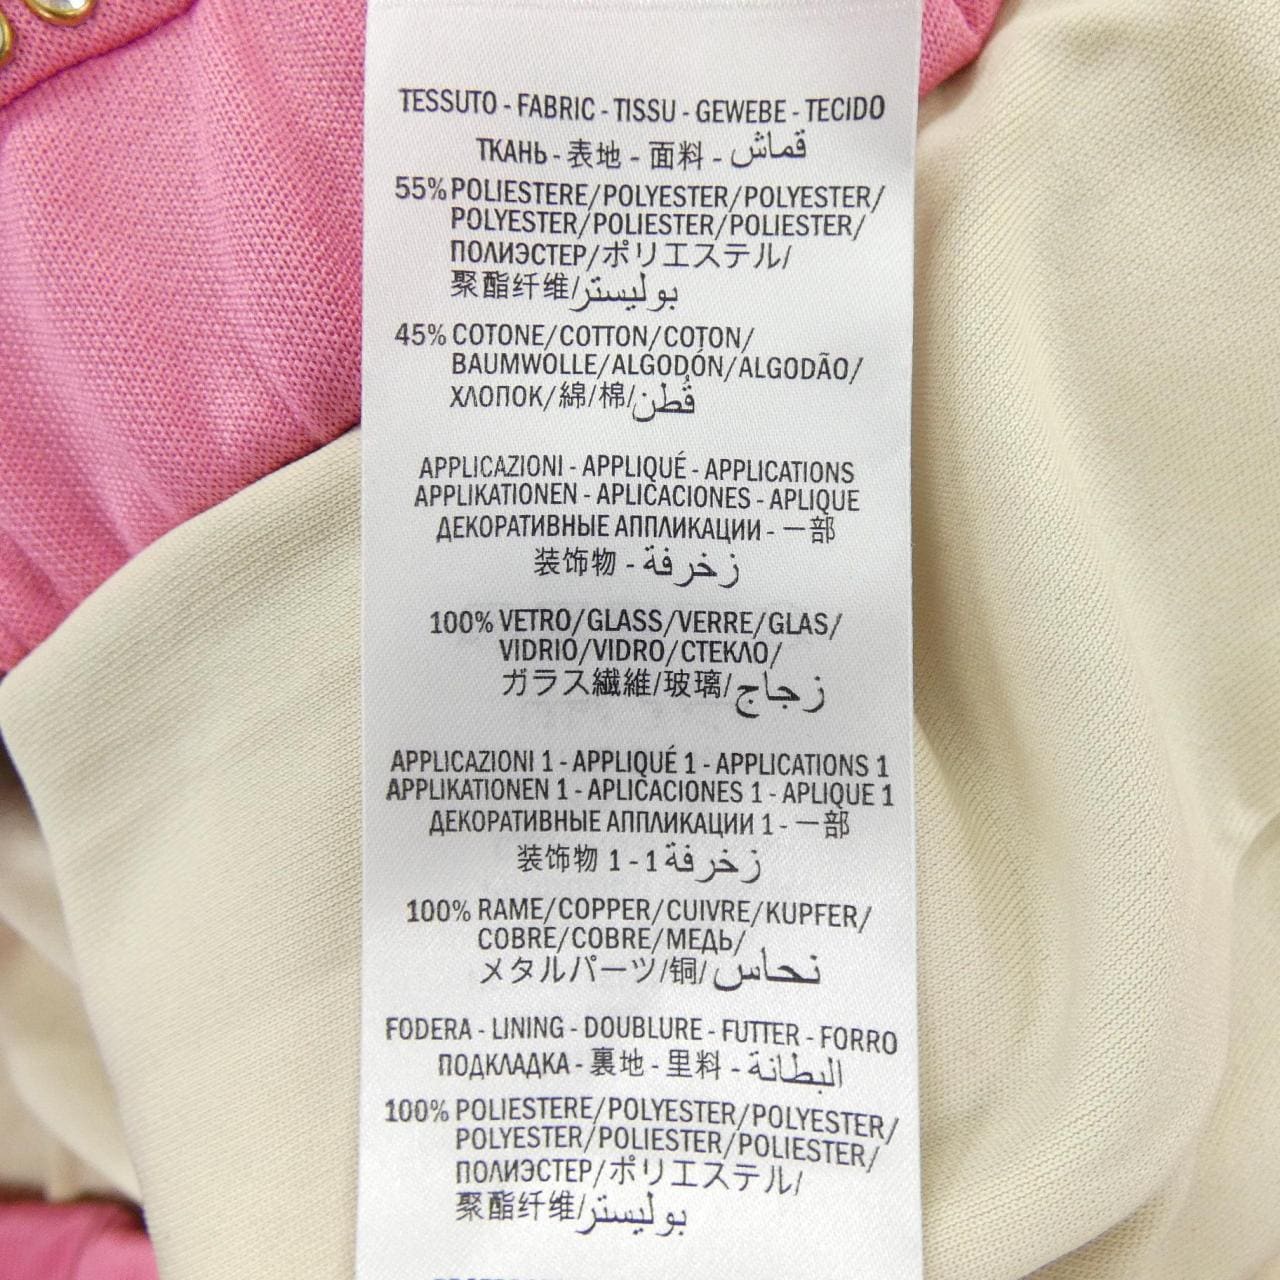 TESSUTO - FABRIC - TISSU - GEWEBE - TECIDO
ТКАНЬ - 表地 - 面料 - قماش
55% POLIESTERE/POLYESTER/POLYESTER/
POLYESTER/POLIESTER/POLIESTER/
ПОЛИЭСТЕР/ポリエステル/
聚酯纤维/بوليستر
45% COTONE/COTTON/COTON/
BAUMWOLLE/ALGODÓN/ALGODÃO/
ХЛОПОК/綿/棉/قُطن
APPLICAZIONI - APPLIQUÉ - APPLICATIONS
APPLIKATIONEN - APLICACIONES - APLIQUE
ДЕКОРАТИВНЫЕ АППЛИКАЦИИ - 一部
装饰物 - زخرفة
100% VETRO/GLASS/VERRE/GLAS/
VIDRIO/VIDRO/СТЕКЛО/
ガラス繊維/玻璃/زجاج
APPLICAZIONI 1 - APPLIQUÉ 1 - APPLICATIONS 1
APPLIKATIONEN 1 - APLICACIONES 1 - APLIQUE 1
ДЕКОРАТИВНЫЕ АППЛИКАЦИИ 1 - 一部
装饰物 1 - 1 زخرفة
100% RAME/COPPER/CUIVRE/KUPFER/
COBRE/COBRE/МЕДЬ/
メタルパーツ/铜/نحاس
FODERA - LINING - DOUBLURE - FUTTER - FORRO
ПОДКЛАДКА - 裏地 - 里料 - البطانة
100% POLIESTERE/POLYESTER/POLYESTER/
POLYESTER/POLIESTER/POLIESTER/
ПОЛИЭСТЕР/ポリエステル/
聚酯纤维/بوليستر